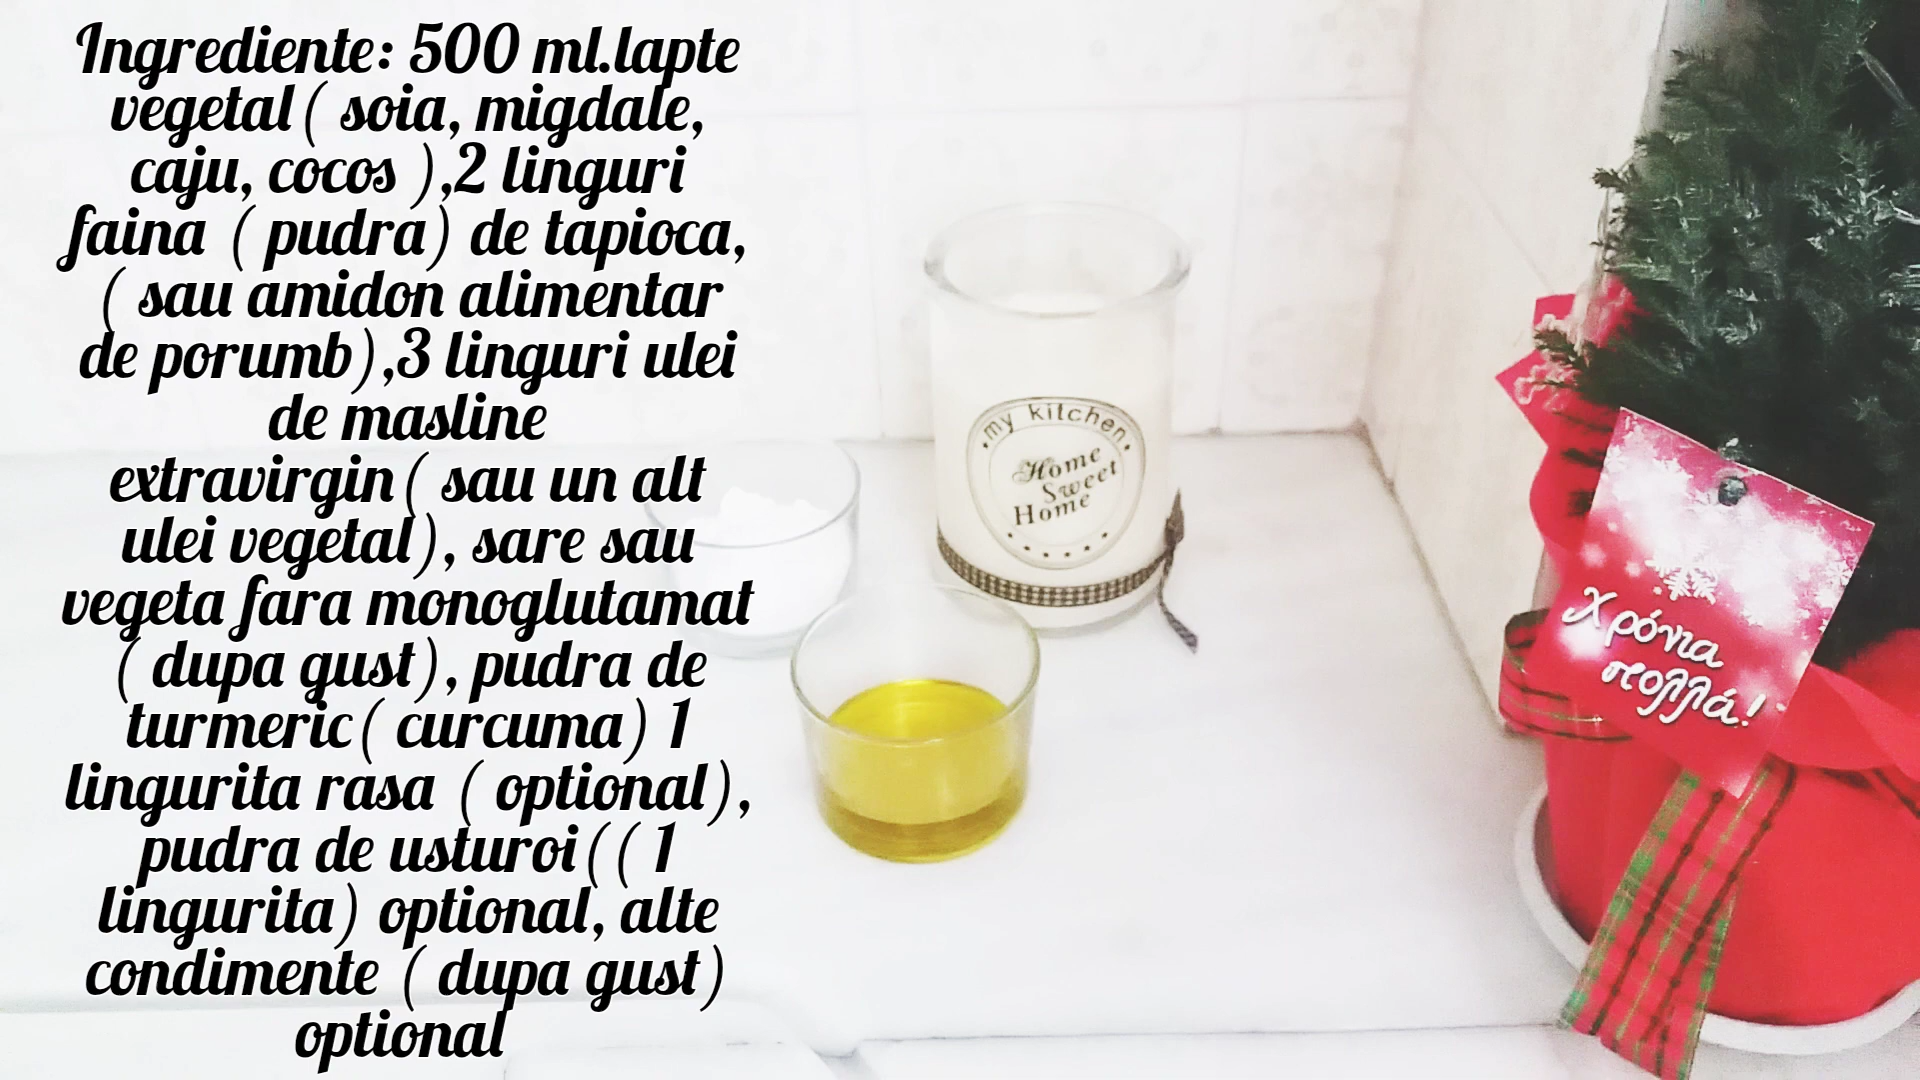 Ingrediente: 500 ml.lapte
vegetal( soia, migdale,
caju, cocos ),2 linguri
faina ( pudra) de tapioca,
( sau amidon alimentar
de porumb),3 linguri ulei
de masline
extravirgin( sau un alt
ulei vegetal), sare sau
vegeta fara monoglutamat
( dupa gust), pudra de
turmeric( curcuma) 1
lingurita rasa ( optional),
pudra de usturoi(( 1
lingurita) optional, alte
condimente ( dupa gust)
optional
my kitchen
Home
Sweet
Home
Χρόνια
πολλά!